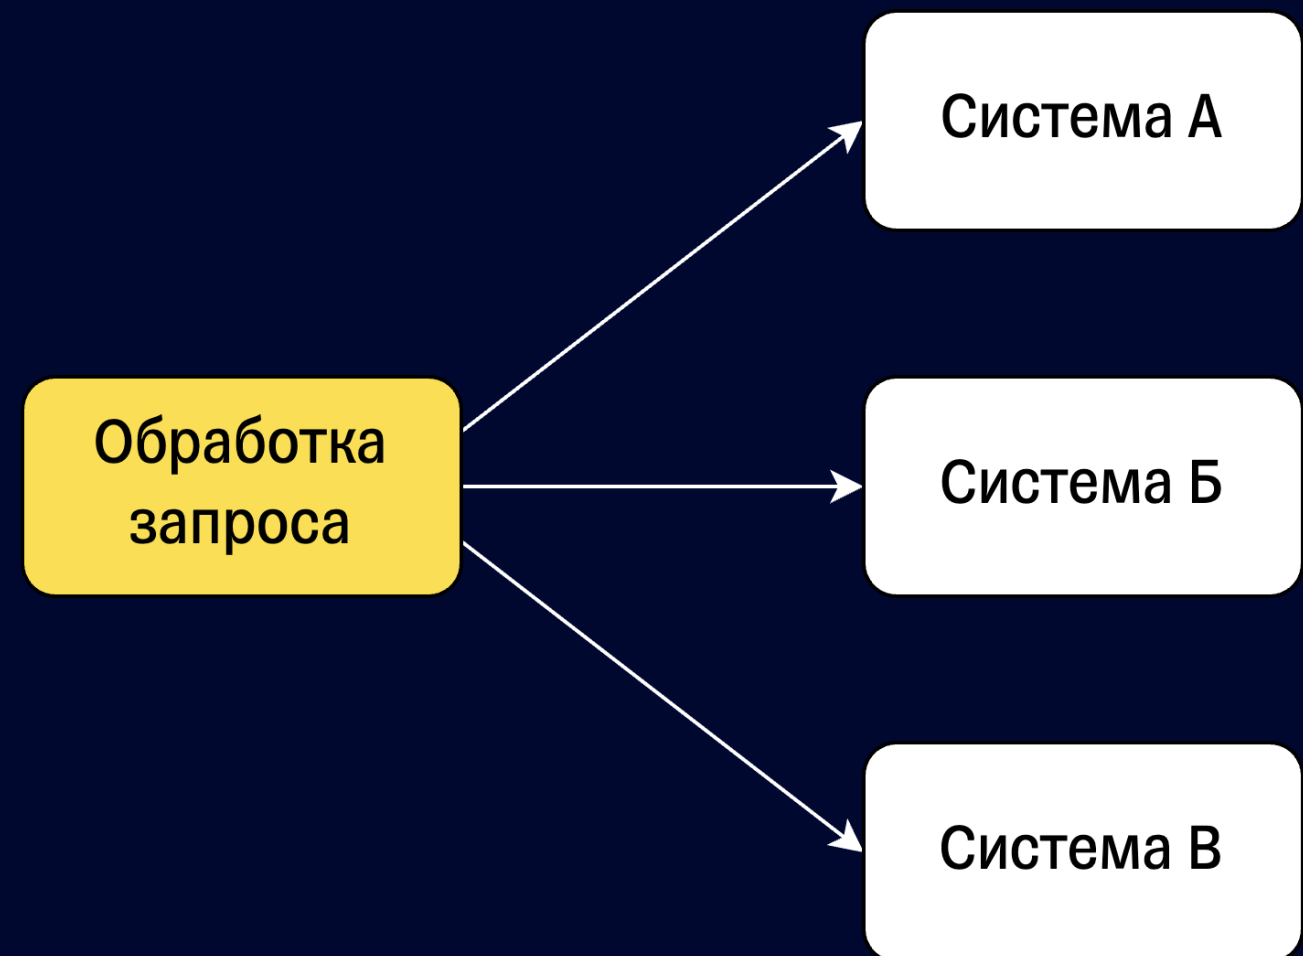 Система А
Обработка
запроса
Система Б
Система В